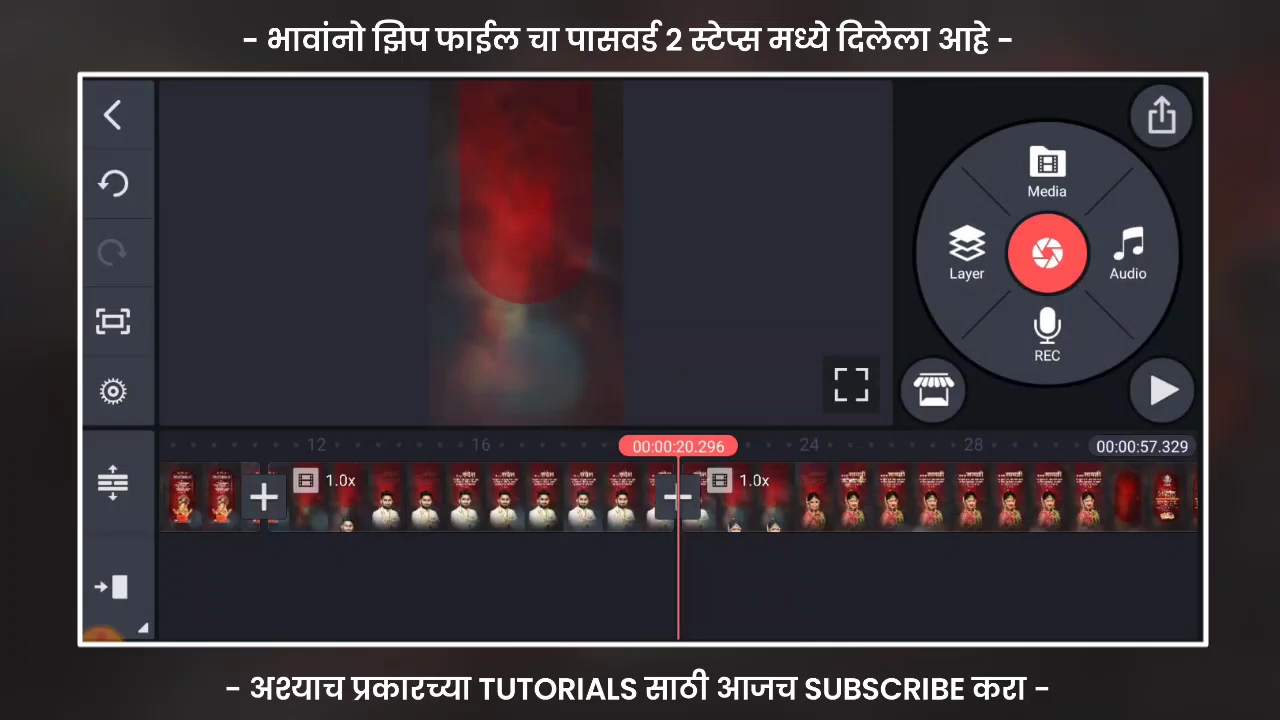 - भावांनो झिप फाईल चा पासवर्ड 2 स्टेप्स मध्ये दिलेला आहे -
Media
Layer
Audio
REC
12
16
00:00:20.296
24
28
00:00:57.329
1.0x
1.0x
- अश्याच प्रकारच्या TUTORIALS साठी आजच SUBSCRIBE करा -